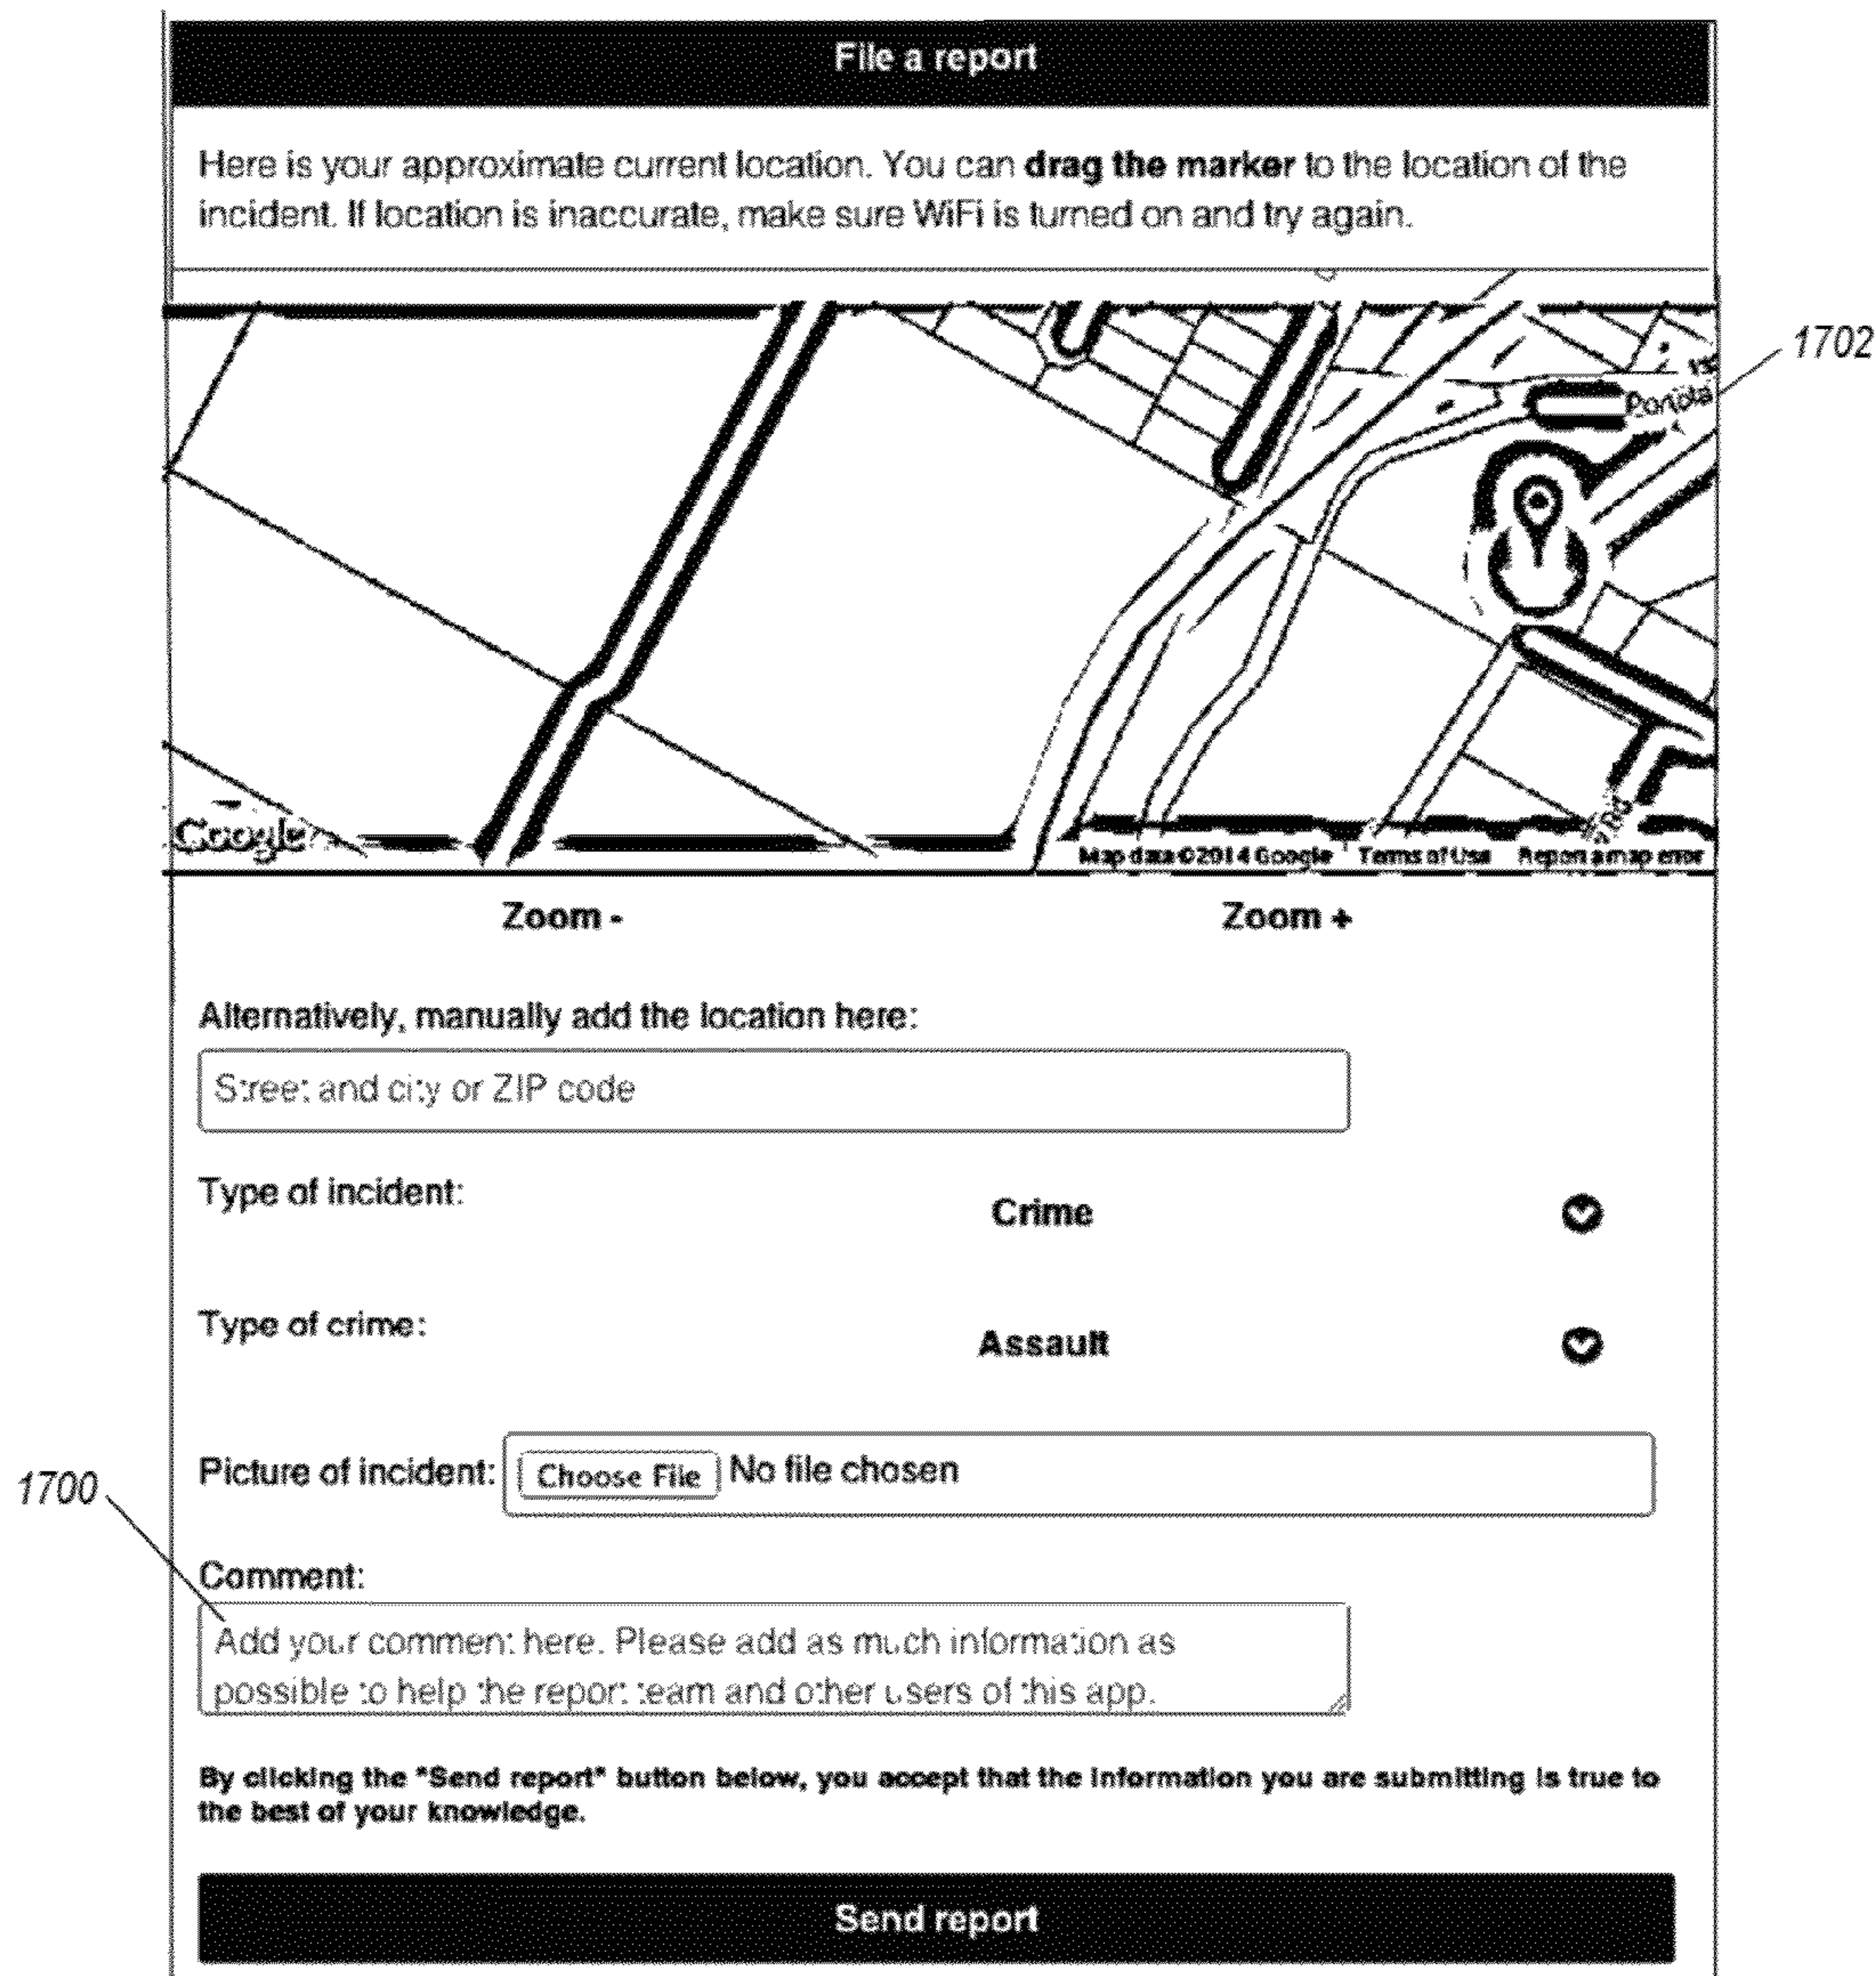 File a report
Here is your approximate current location. You can drag the marker to the location of the
incident. If location is inaccurate, make sure WiFi is turned on and try again.
1702
Google
Map data ©2014 Google Terms of Use Report a map error
Zoom - Zoom +
Alternatively, manually add the location here:
Street and city or ZIP code
Type of incident:
Crime
Type of crime:
Assault
Picture of incident: Choose File No file chosen
1700
Comment:
Add your comment here. Please add as much information as
possible to help the report team and other users of this app.
By clicking the "Send report" button below, you accept that the information you are submitting is true to
the best of your knowledge.
Send report